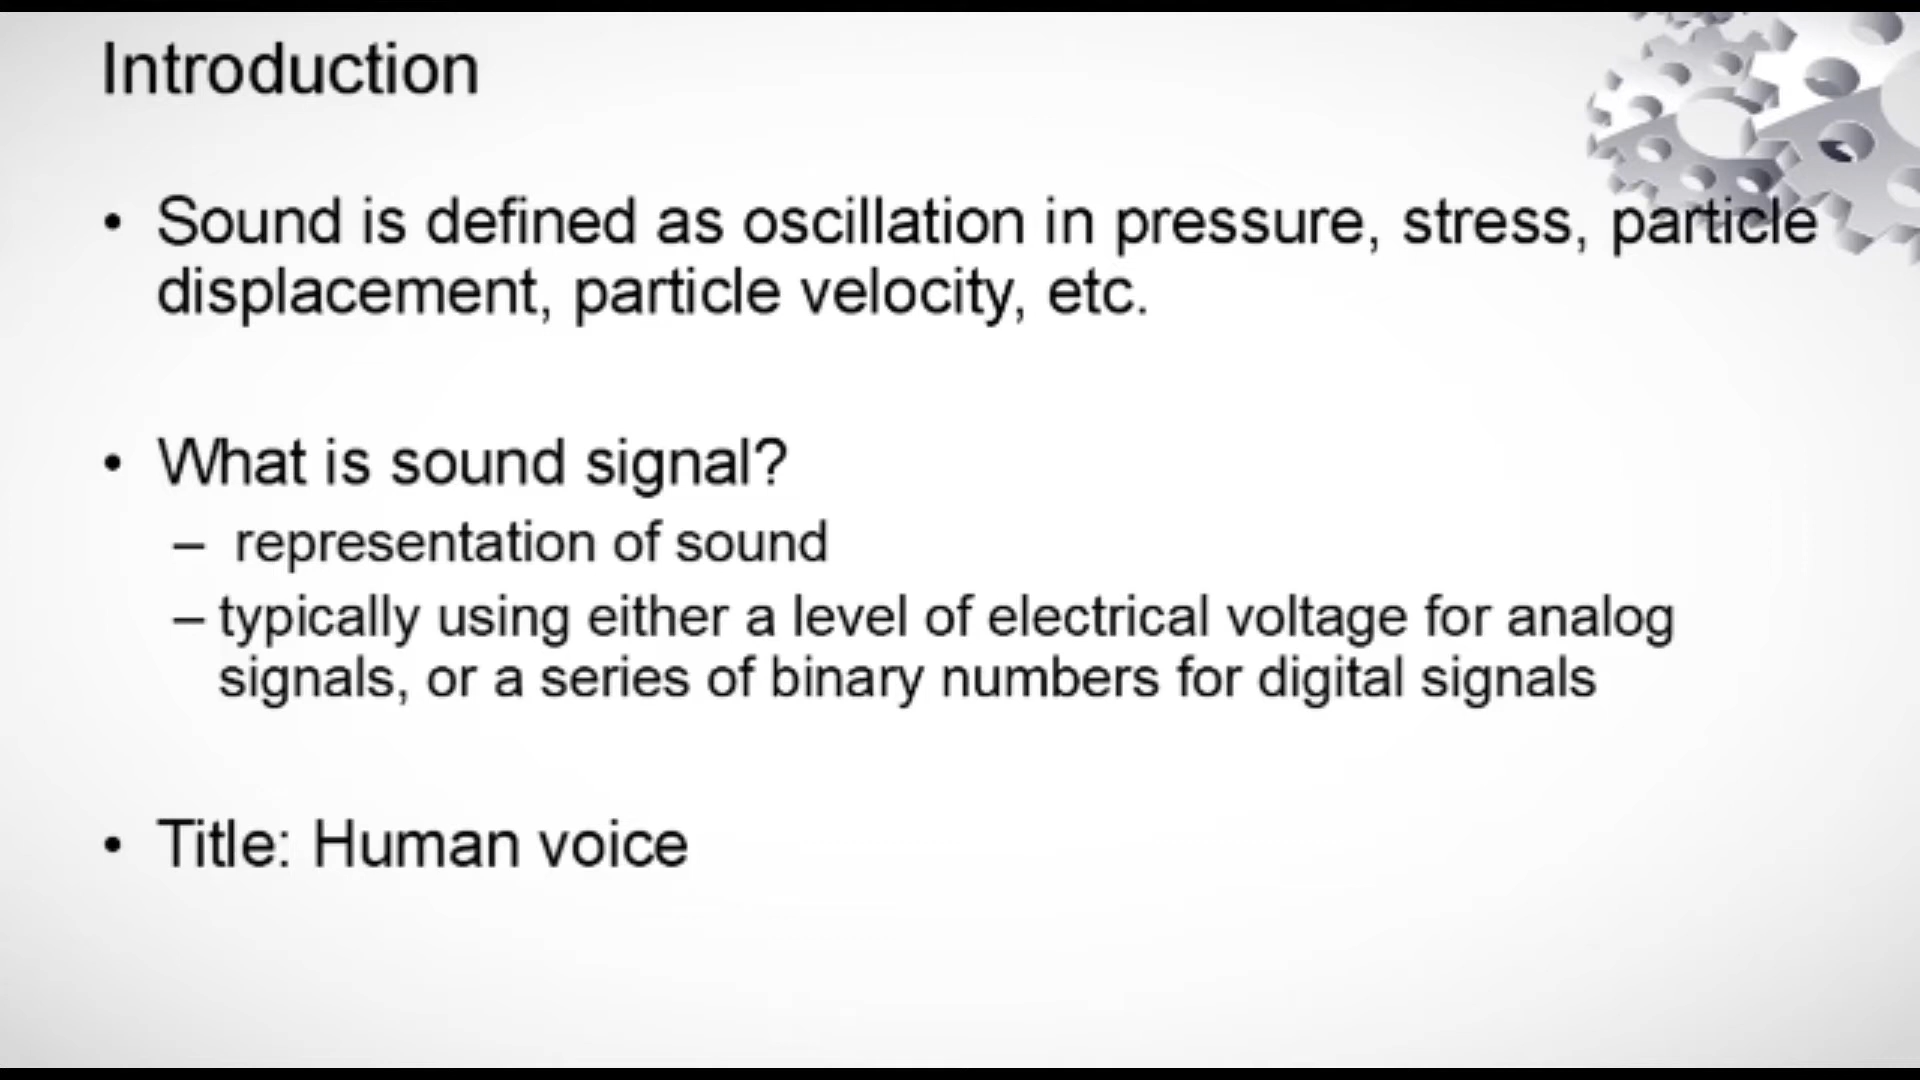 Introduction
• Sound is defined as oscillation in pressure, stress, particle
displacement, particle velocity, etc.
• What is sound signal?
– representation of sound
– typically using either a level of electrical voltage for analog
signals, or a series of binary numbers for digital signals
• Title: Human voice